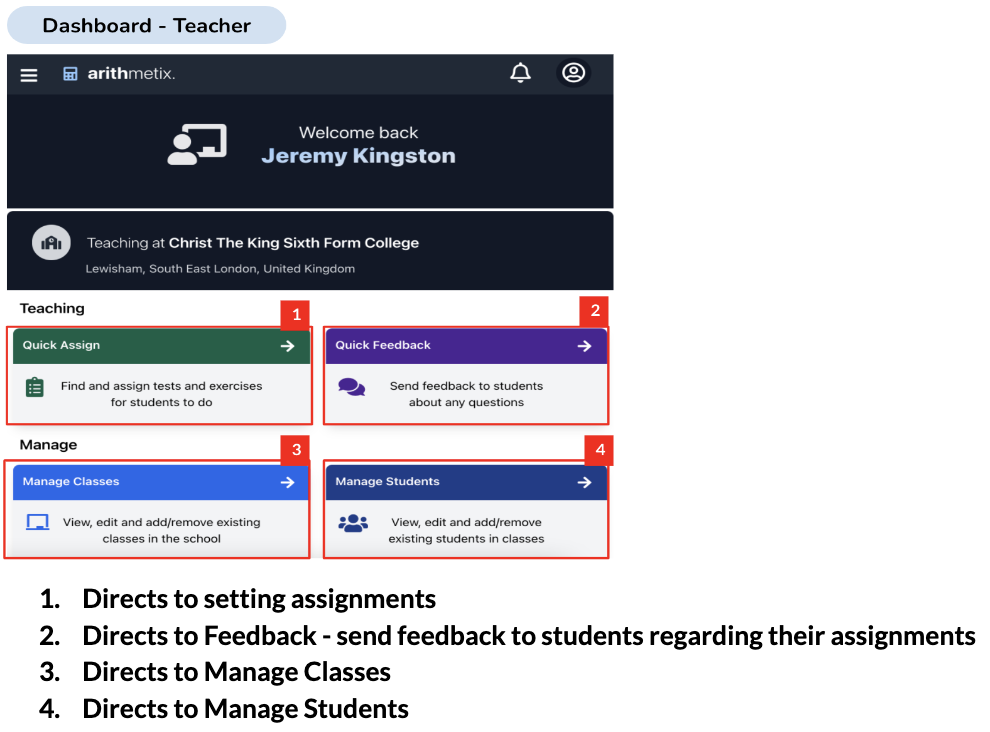 Dashboard - Teacher
arithmetix.
Welcome back
Jeremy Kingston
Teaching at Christ The King Sixth Form College
Lewisham, South East London, United Kingdom
Teaching
1
2
Quick Assign
Quick Feedback
Find and assign tests and exercises
for students to do
Send feedback to students
about any questions
Manage
3
4
Manage Classes
Manage Students
View, edit and add/remove existing
classes in the school
View, edit and add/remove
existing students in classes
1. Directs to setting assignments
2. Directs to Feedback - send feedback to students regarding their assignments
3. Directs to Manage Classes
4. Directs to Manage Students